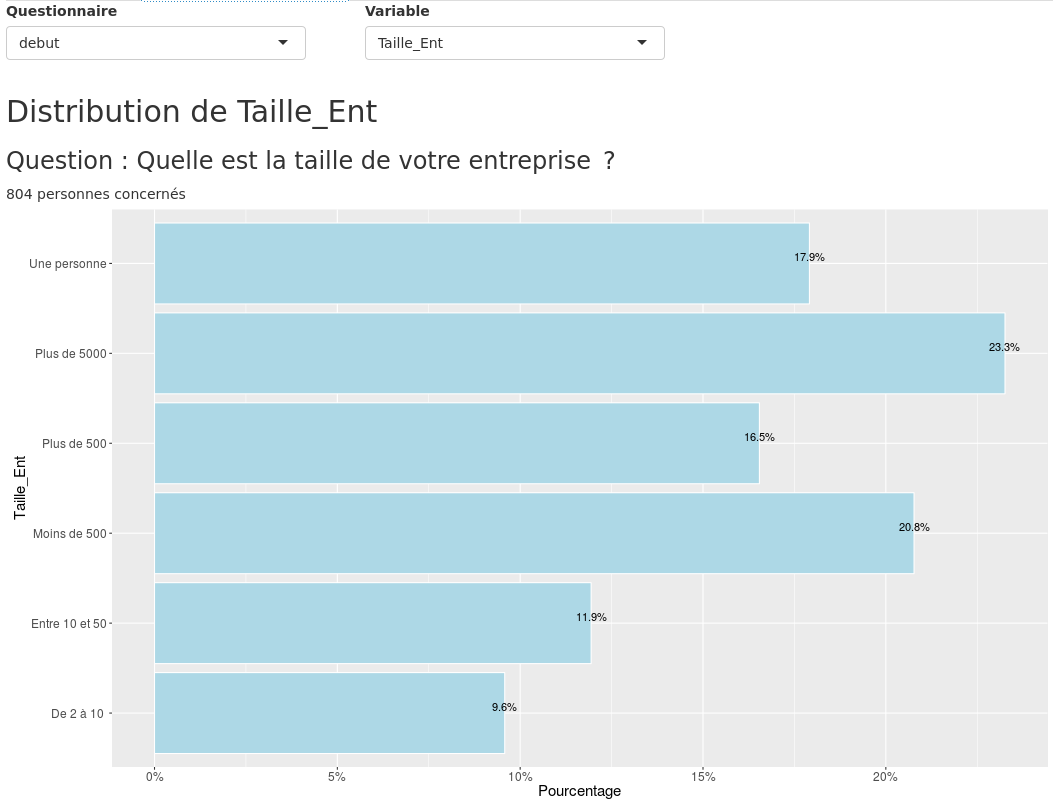 Questionnaire
Variable
debut
Taille_Ent
Distribution de Taille_Ent
Question : Quelle est la taille de votre entreprise ?
804 personnes concernés
Une personne
17.9%
Plus de 5000
23.3%
Plus de 500
16.5%
Taille_Ent
Moins de 500
20.8%
Entre 10 et 50
11.9%
De 2 à 10
9.6%
0%
5%
10%
15%
20%
Pourcentage